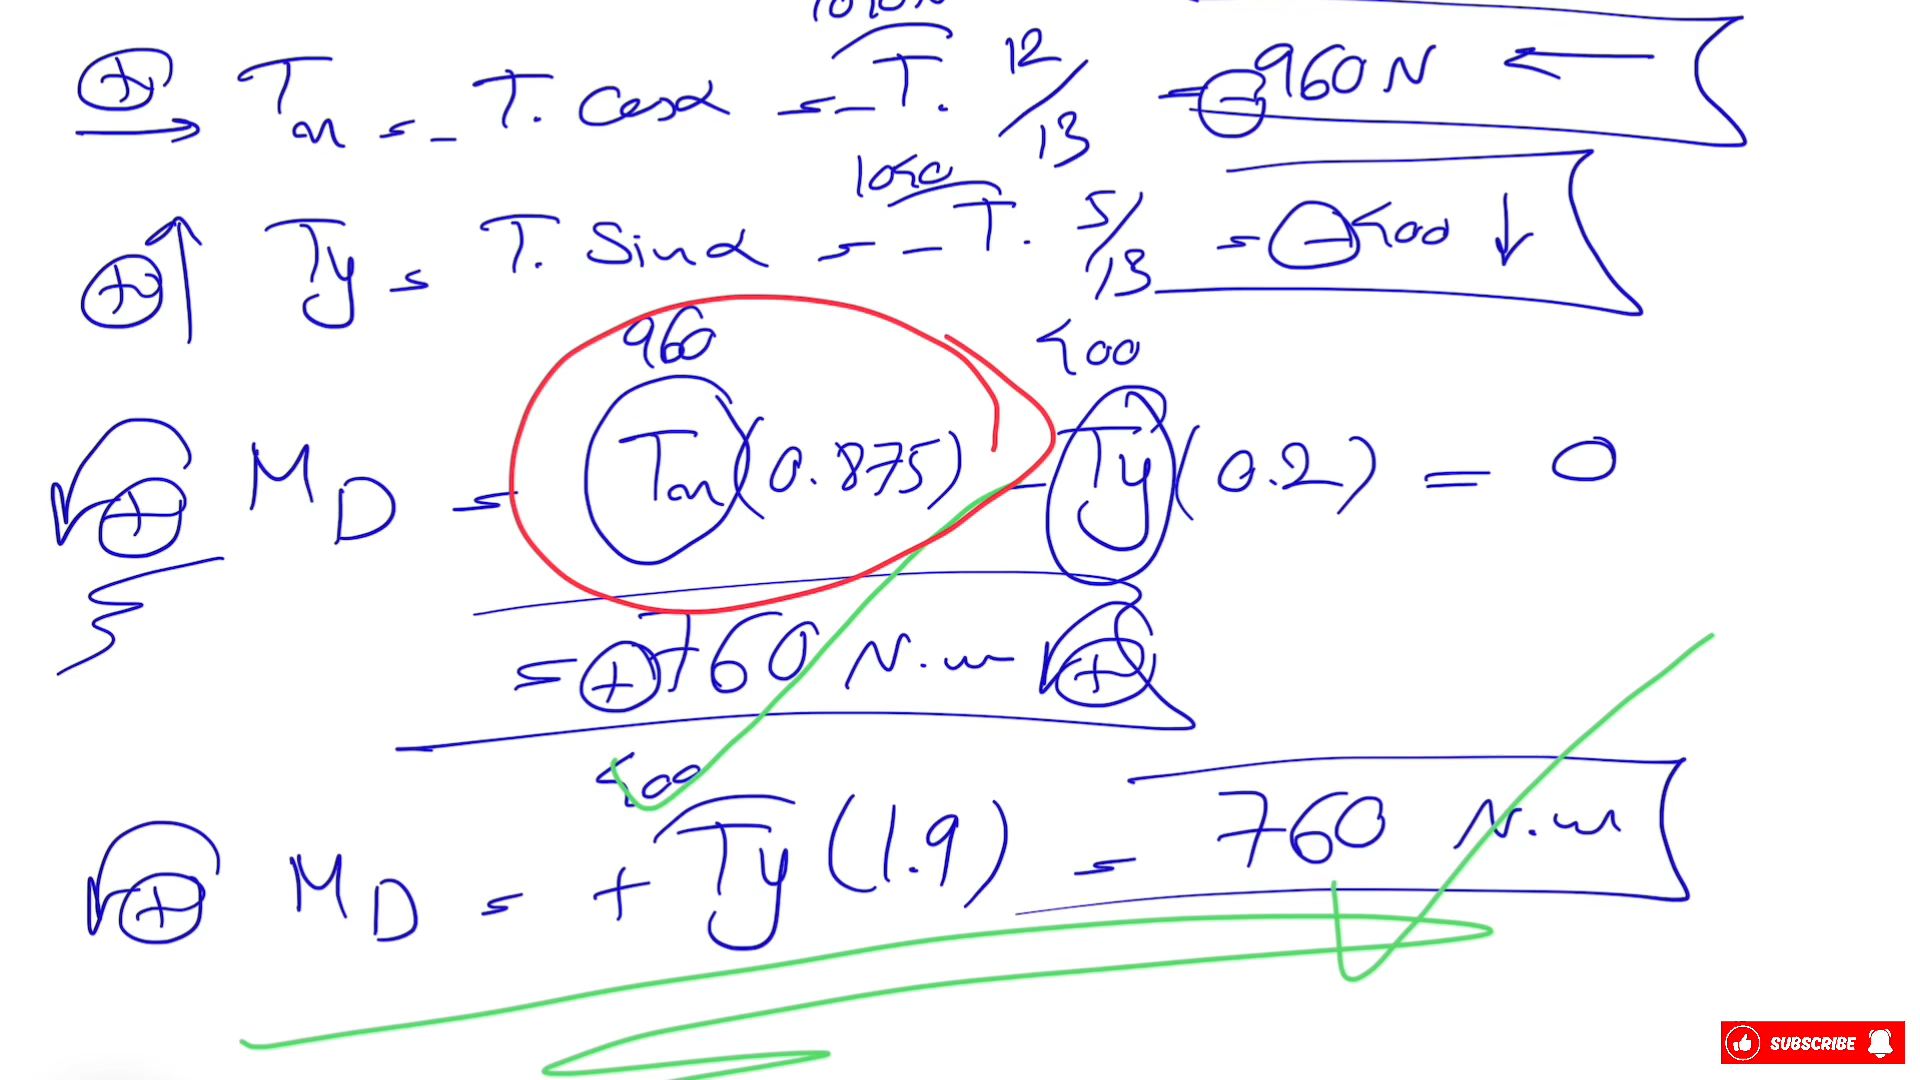 ⊕ Tx = - T. Cosα = - T. 12/13 = -960 N ←
1040
⊕ Ty = T. Sinα = - T. 5/13 = -400 ↓
960 400
⊕ MD = Tx (0.875) - Ty (0.2) = 0
= + 760 N.m ⊕
400
⊕ MD = + Ty (1.9) = 760 N.m
SUBSCRIBE